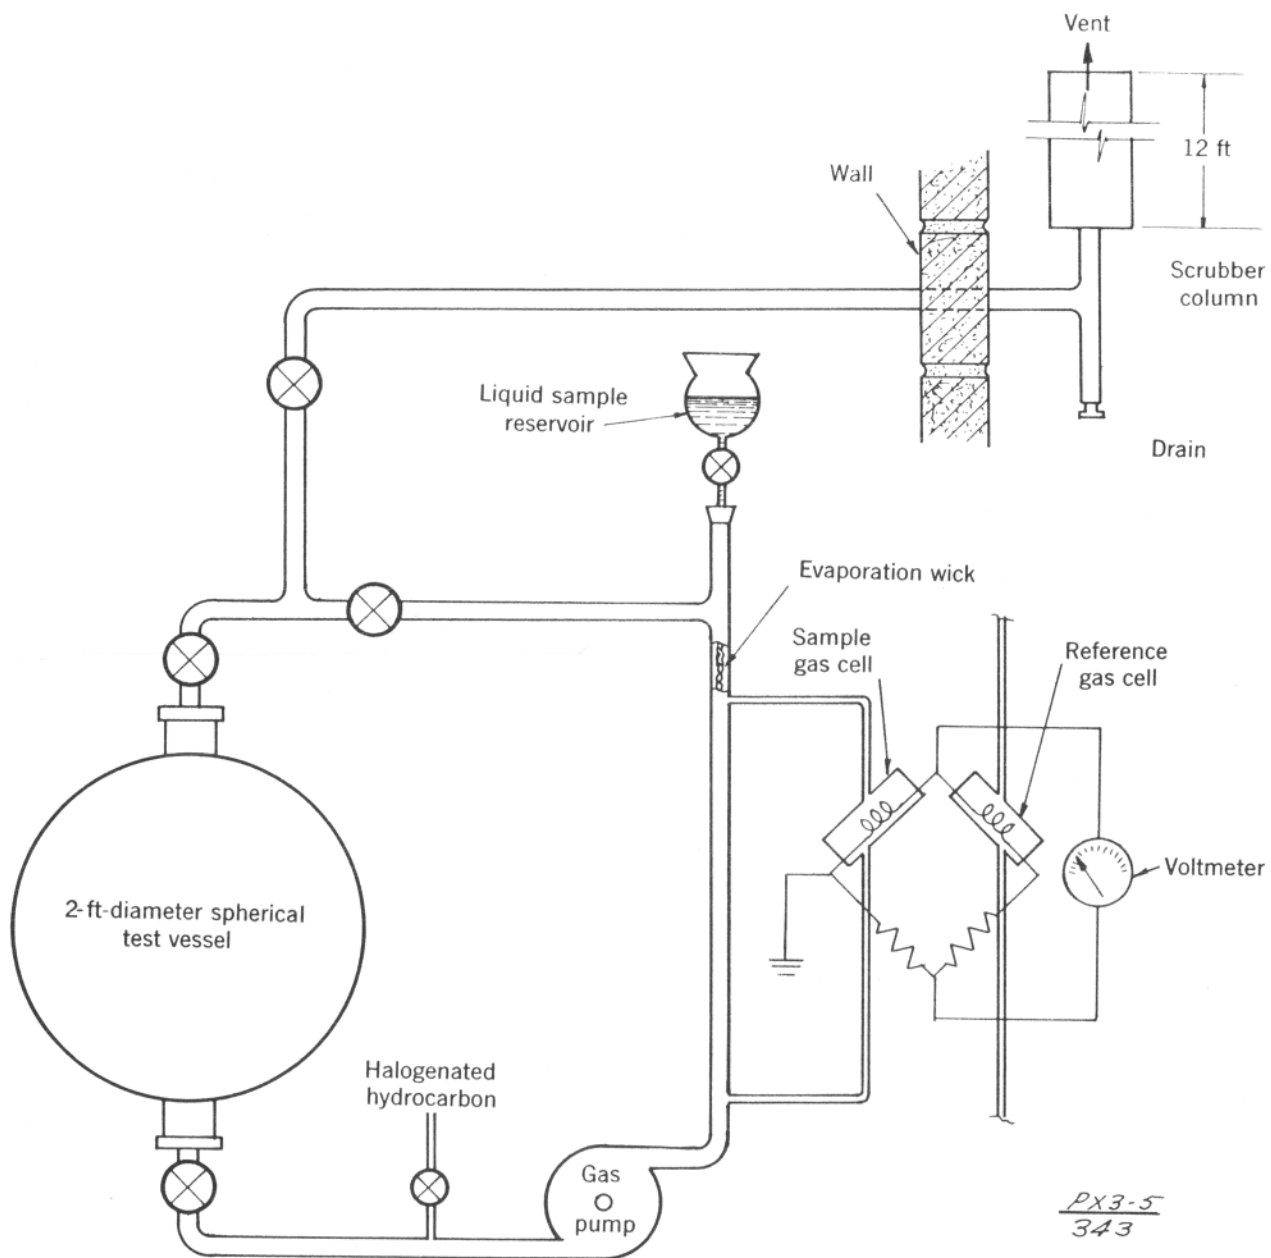 Vent
12 ft
Wall
Scrubber
column
Liquid sample
reservoir
Drain
Evaporation wick
Sample
gas cell
Reference
gas cell
Voltmeter
2-ft-diameter spherical
test vessel
Halogenated
hydrocarbon
Gas
pump
PX3-5
343